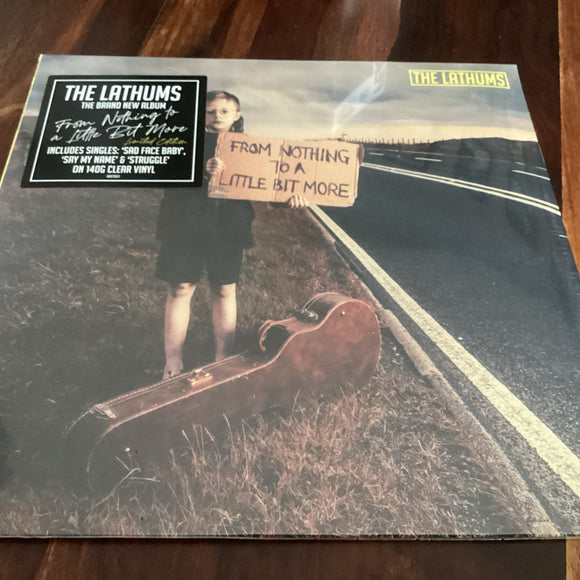 THE LATHUMS
THE BRAND NEW ALBUM
From Nothing to
a Little Bit More
Limited Edition
INCLUDES SINGLES: 'SAD FACE BABY',
'SAY MY NAME' & 'STRUGGLE'
ON 140G CLEAR VINYL
THE LATHUMS
FROM NOTHING
TO A
LITTLE BIT MORE